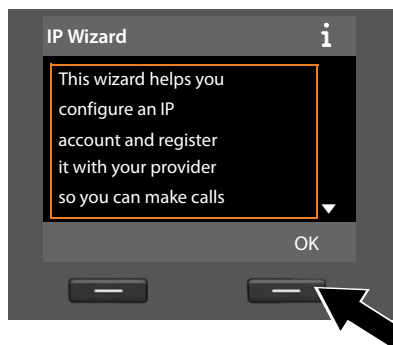 IP Wizard i
This wizard helps you
configure an IP
account and register
it with your provider
so you can make calls
OK